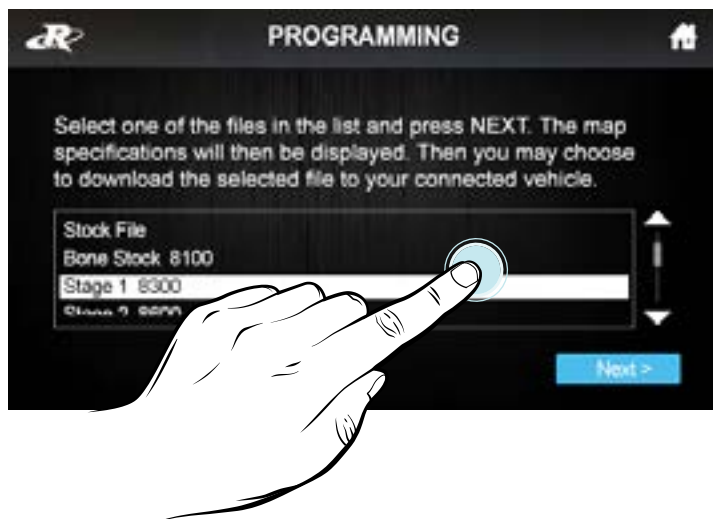 PROGRAMMING
Select one of the files in the list and press NEXT. The map
specifications will then be displayed. Then you may choose
to download the selected file to your connected vehicle.
Stock File
Bone Stock 8100
Stage 1 8300
Next >